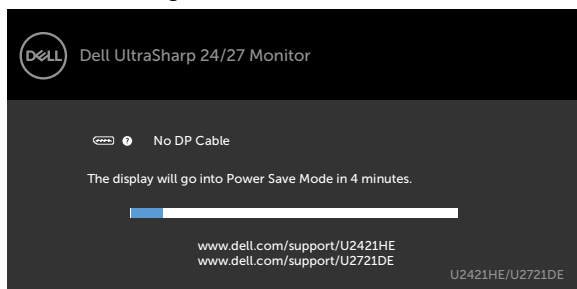 DELL
Dell UltraSharp 24/27 Monitor
? No DP Cable
The display will go into Power Save Mode in 4 minutes.
www.dell.com/support/U2421HE
www.dell.com/support/U2721DE
U2421HE/U2721DE